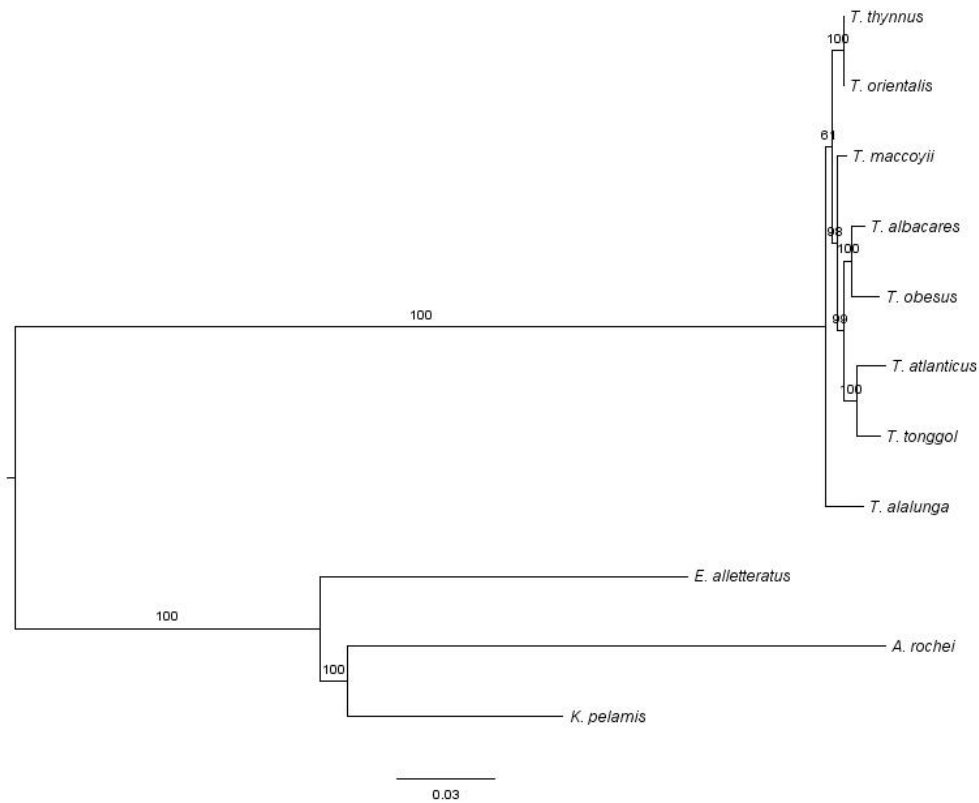 T. thynnus
100
T. orientalis
61
T. maccoyii
T. albacares
98
100
T. obesus
100
99
T. atlanticus
100
T. tonggol
T. alalunga
E. alletteratus
100
A. rochei
100
K. pelamis
0.03